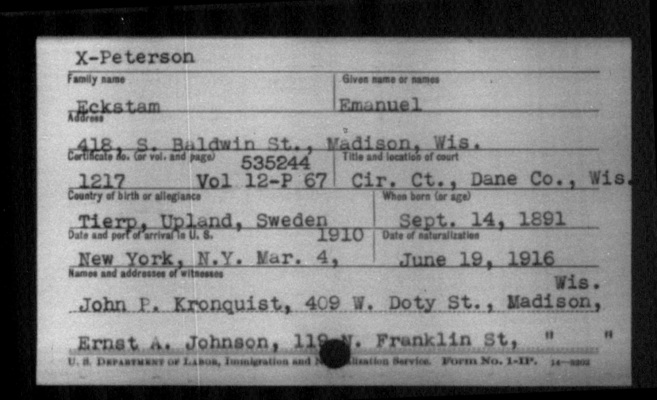 X-Peterson
Family name Given name or names
Eckstam Emanuel
Address
418, S. Baldwin St., Madison, Wis.
Certificate no. (or vol. and page) 535244 Title and location of court
1217 Vol 12-P 67 Cir. Ct., Dane Co., Wis.
Country of birth or allegiance When born (or age)
Tierp, Upland, Sweden Sept. 14, 1891
Date and port of arrival in U. S. 1910 Date of naturalization
New York, N.Y. Mar. 4, June 19, 1916
Names and addresses of witnesses
Wis.
John P. Kronquist, 409 W. Doty St., Madison,
Ernst A. Johnson, 119 N. Franklin St, " "
U. S. DEPARTMENT OF LABOR, Immigration and Naturalization Service. Form No. 1-IP. 14—3202